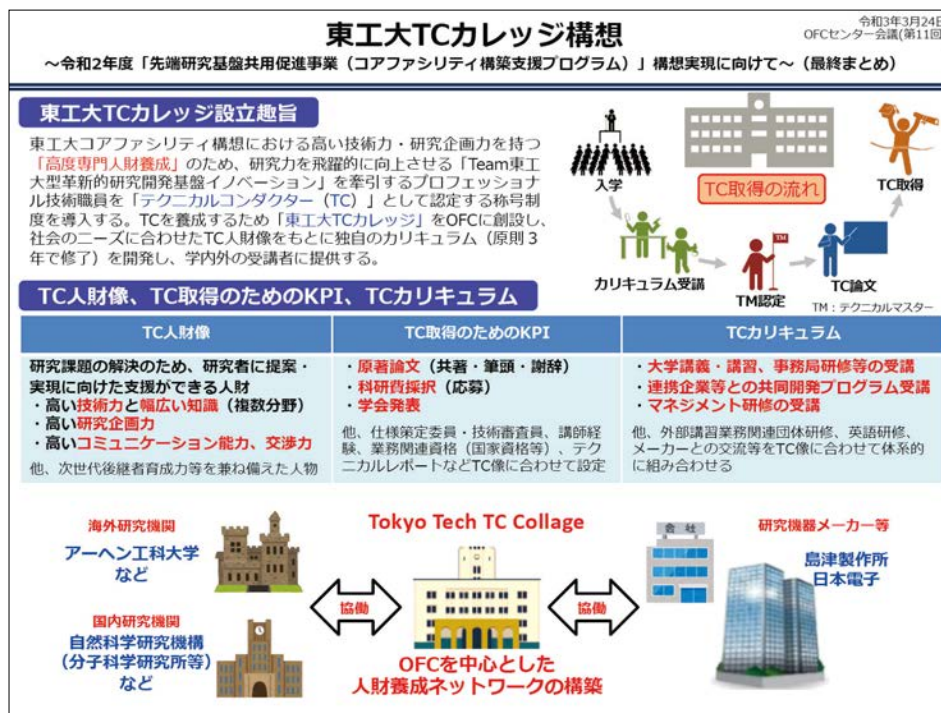 東工大TCカレッジ構想
令和3年3月24日
OFCセンター会議(第11回)
～令和2年度「先端研究基盤共用促進事業（コアファシリティ構築支援プログラム）」構想実現に向けて～（最終まとめ）
東工大TCカレッジ設立趣旨
東工大コアファシリティ構想における高い技術力・研究企画力を持つ
「高度専門人財養成」のため、研究力を飛躍的に向上させる「Team東工
大型革新的研究開発基盤イノベーション」を牽引するプロフェッショナ
ル技術職員を「テクニカルコンダクター（TC）」として認定する称号制
度を導入する。TCを養成するため「東工大TCカレッジ」をOFCに創設し、
社会のニーズに合わせたTC人財像をもとに独自のカリキュラム（原則３
年で修了）を開発し、学内外の受講者に提供する。
入学
TC取得の流れ
TC取得
カリキュラム受講
TM
TM認定
TC論文
TM：テクニカルマスター
TC人財像、TC取得のためのKPI、TCカリキュラム
TC人財像
研究課題の解決のため、研究者に提案・
実現に向けた支援ができる人財
・高い技術力と幅広い知識（複数分野）
・高い研究企画力
・高いコミュニケーション能力、交渉力
他、次世代後継者育成力等を兼ね備えた人物
TC取得のためのKPI
・原著論文（共著・筆頭・謝辞）
・科研費採択（応募）
・学会発表
他、仕様策定委員・技術審査員、講師経
験、業務関連資格（国家資格等）、テク
ニカルレポートなどTC像に合わせて設定
TCカリキュラム
・大学講義・講習、事務局研修等の受講
・連携企業等との共同開発プログラム受講
・マネジメント研修の受講
他、外部講習業務関連団体研修、英語研修、
メーカーとの交流等をTC像に合わせて体系的
に組み合わせる
海外研究機関
アーヘン工科大学
など
国内研究機関
自然科学研究機構
（分子科学研究所等）
など
協働
Tokyo Tech TC Collage
OFCを中心とした
人財養成ネットワークの構築
協働
会社
研究機器メーカー等
島津製作所
日本電子